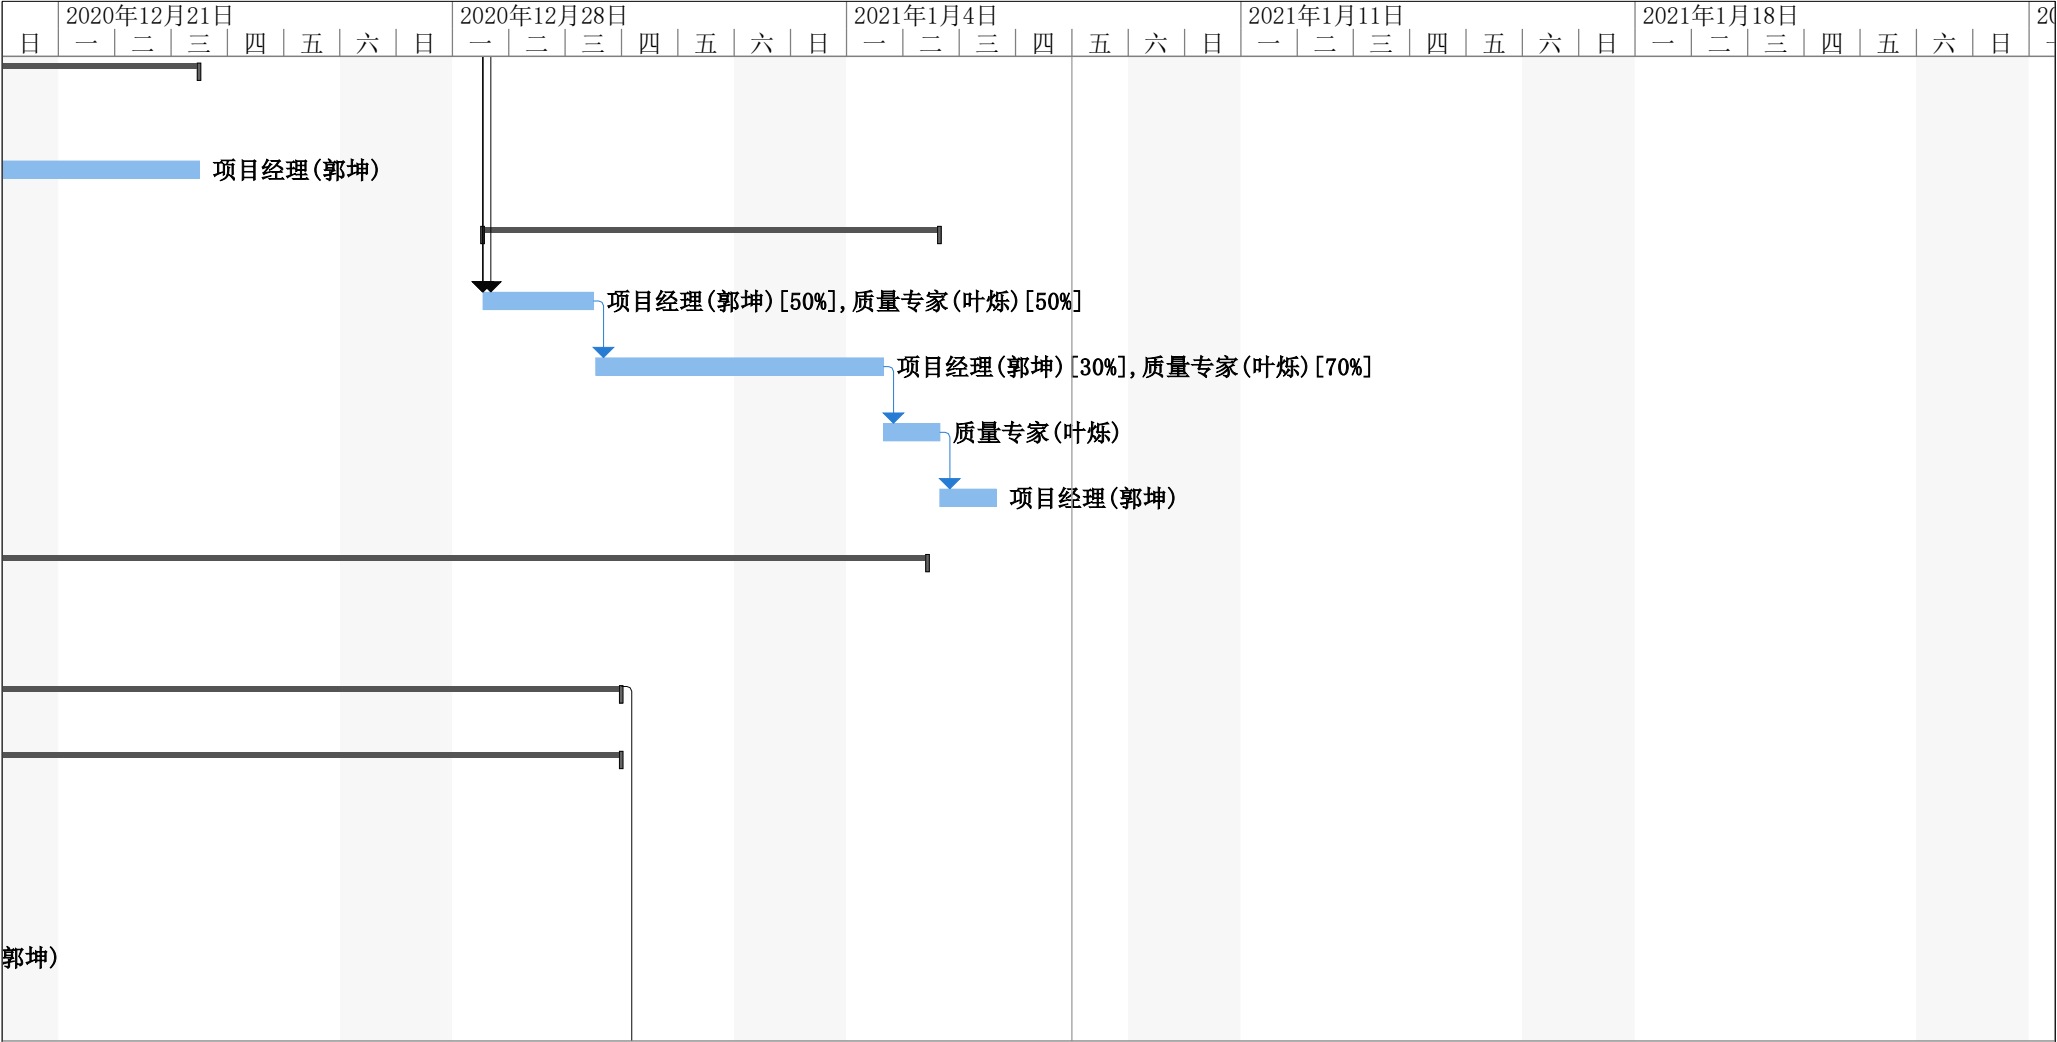 2020年12月21日 2020年12月28日 2021年1月4日 2021年1月11日 2021年1月18日 20
日 一 二 三 四 五 六 日 一 二 三 四 五 六 日 一 二 三 四 五 六 日 一 二 三 四 五 六 日 一 二 三 四 五 六 日 一
项目经理(郭坤)
项目经理(郭坤)[50%],质量专家(叶烁)[50%]
项目经理(郭坤)[30%],质量专家(叶烁)[70%]
质量专家(叶烁)
项目经理(郭坤)
郭坤)